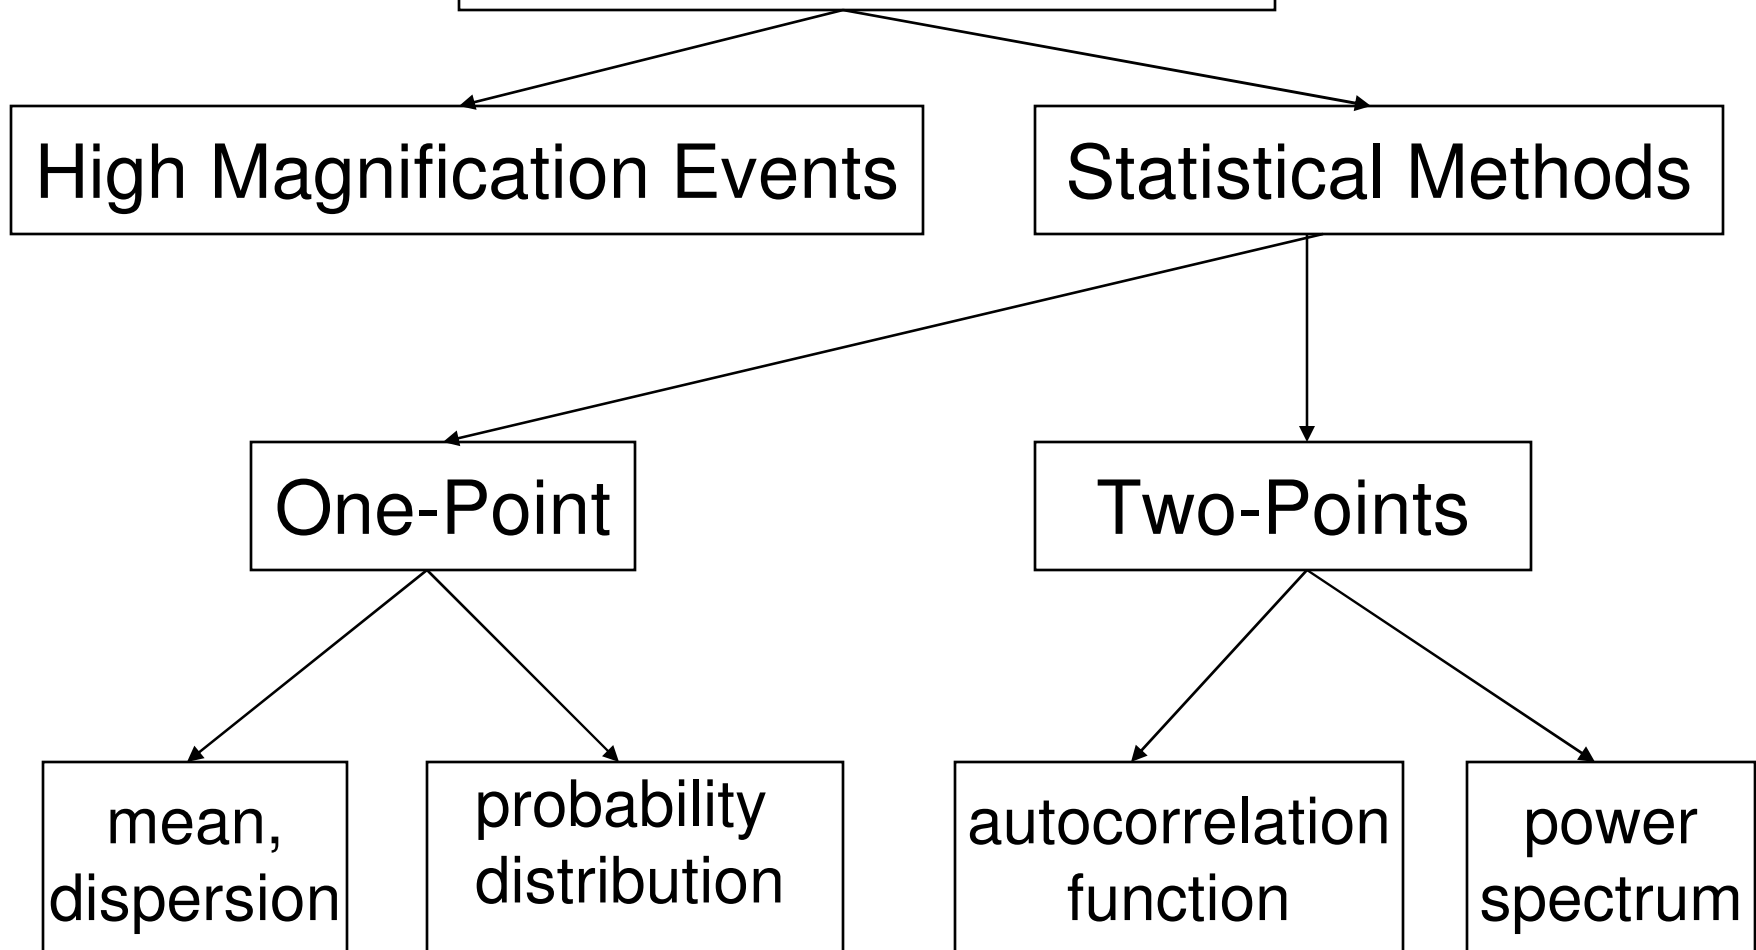 High Magnification Events
Statistical Methods
One-Point
Two-Points
mean,
dispersion
probability
distribution
autocorrelation
function
power
spectrum